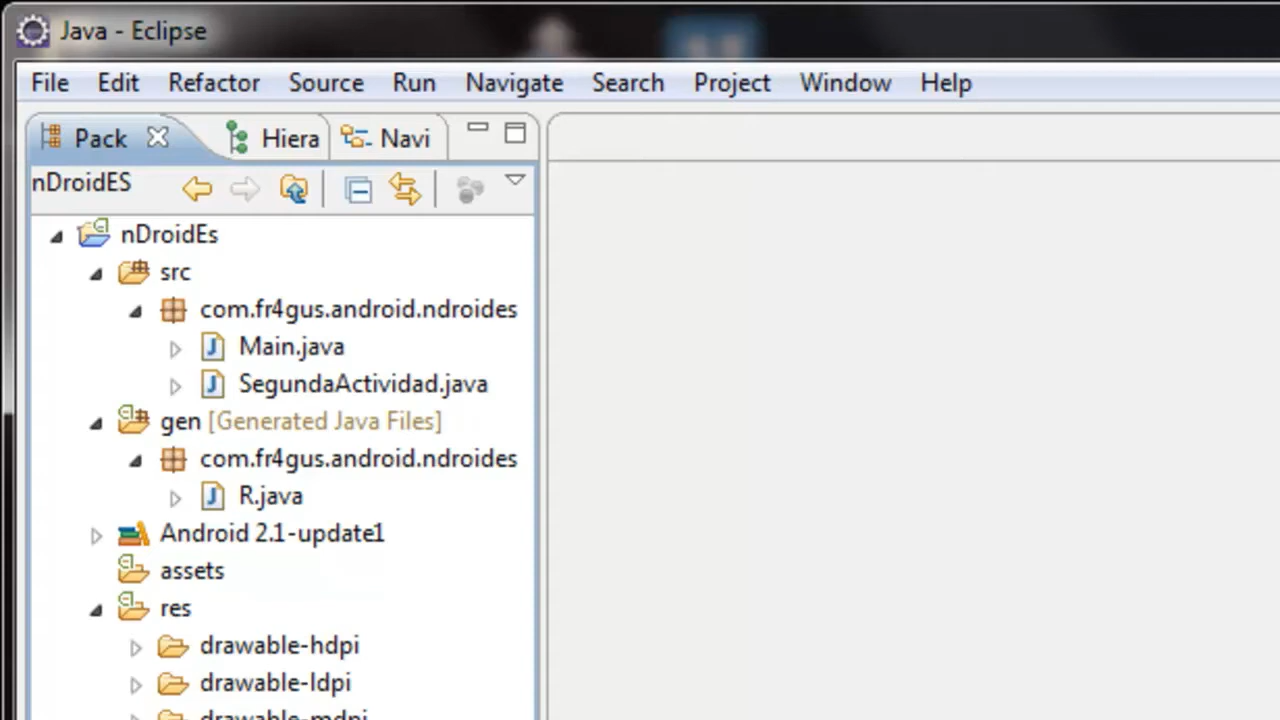 Java - Eclipse
File Edit Refactor Source Run Navigate Search Project Window Help
Pack Hiera Navi
nDroidES
nDroidEs
src
com.fr4gus.android.ndroides
Main.java
SegundaActividad.java
gen [Generated Java Files]
com.fr4gus.android.ndroides
R.java
Android 2.1-update1
assets
res
drawable-hdpi
drawable-ldpi
drawable-mdpi